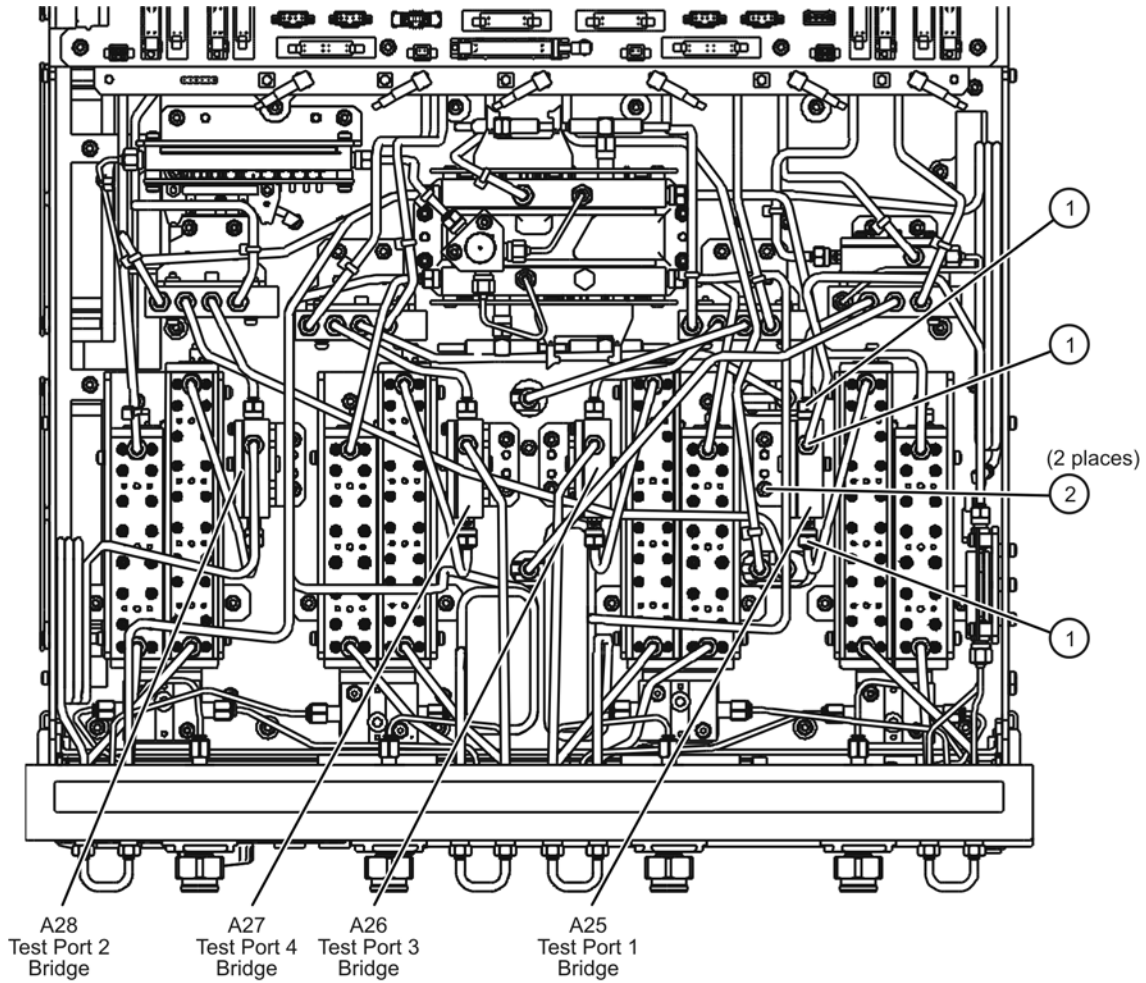 1
1
(2 places)
2
1
A28
Test Port 2
Bridge
A27
Test Port 4
Bridge
A26
Test Port 3
Bridge
A25
Test Port 1
Bridge